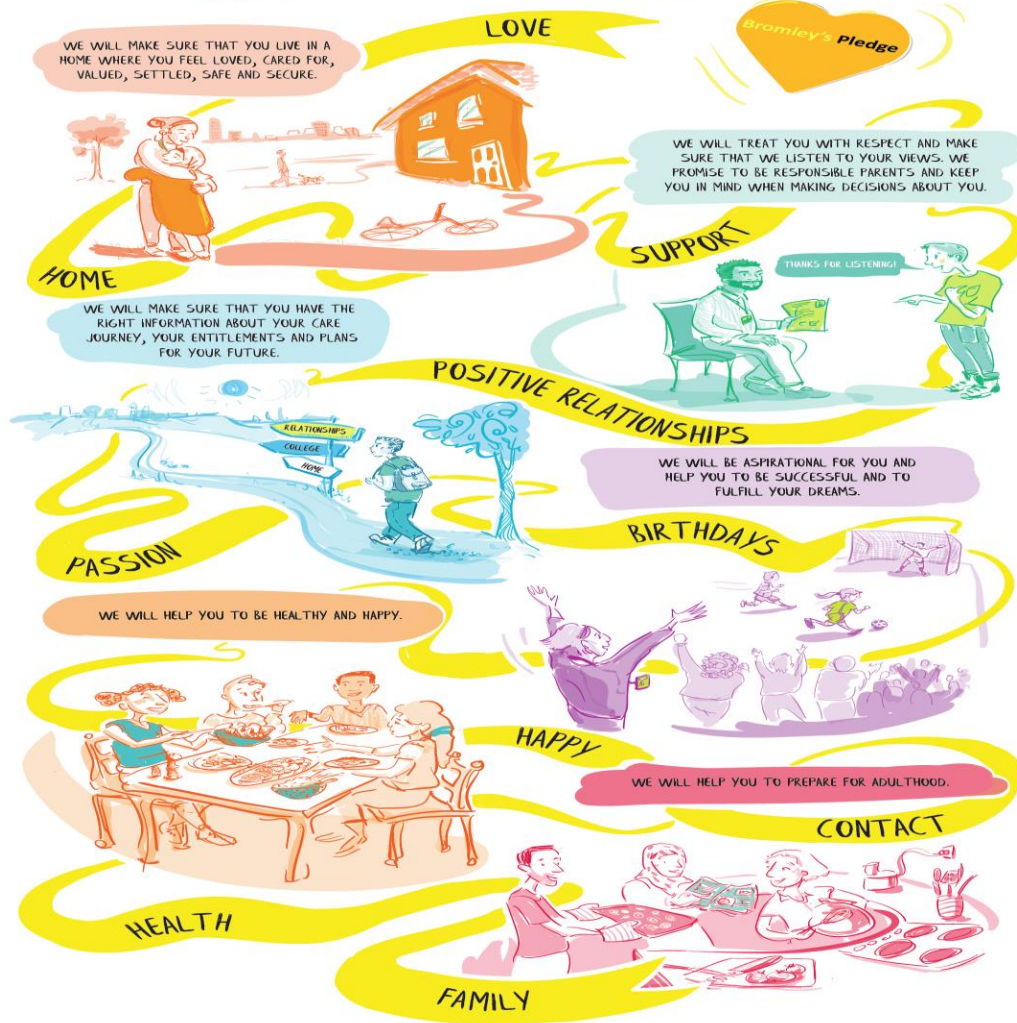 LOVE
Bromley's Pledge
WE WILL MAKE SURE THAT YOU LIVE IN A
HOME WHERE YOU FEEL LOVED, CARED FOR,
VALUED, SETTLED, SAFE AND SECURE.
WE WILL TREAT YOU WITH RESPECT AND MAKE
SURE THAT WE LISTEN TO YOUR VIEWS. WE
PROMISE TO BE RESPONSIBLE PARENTS AND KEEP
YOU IN MIND WHEN MAKING DECISIONS ABOUT YOU.
HOME
SUPPORT
THANKS FOR LISTENING!
WE WILL MAKE SURE THAT YOU HAVE THE
RIGHT INFORMATION ABOUT YOUR CARE
JOURNEY, YOUR ENTITLEMENTS AND PLANS
FOR YOUR FUTURE.
POSITIVE RELATIONSHIPS
RELATIONSHIPS
COLLEGE
HOME
WE WILL BE ASPIRATIONAL FOR YOU AND
HELP YOU TO BE SUCCESSFUL AND TO
FULFILL YOUR DREAMS.
PASSION
BIRTHDAYS
WE WILL HELP YOU TO BE HEALTHY AND HAPPY.
HAPPY
WE WILL HELP YOU TO PREPARE FOR ADULTHOOD.
CONTACT
HEALTH
FAMILY